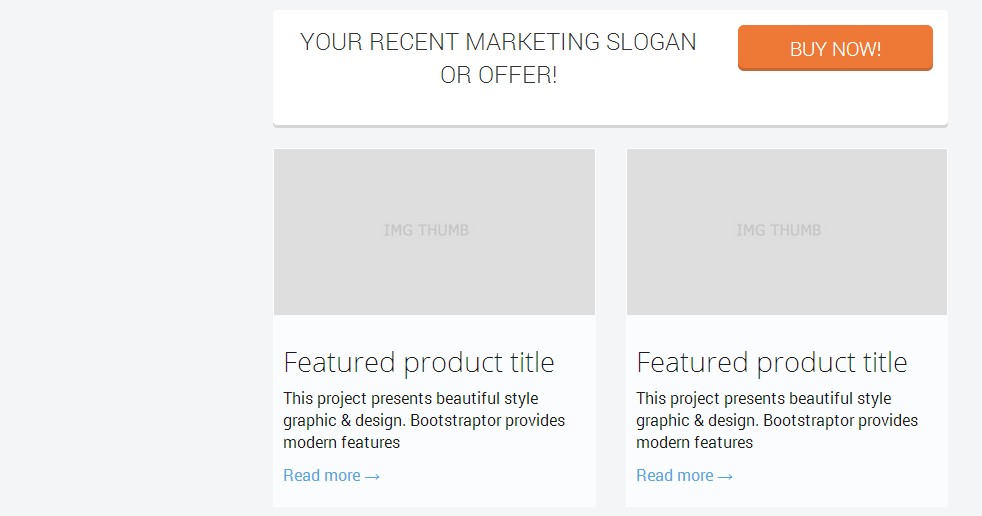 YOUR RECENT MARKETING SLOGAN
OR OFFER!
BUY NOW!
IMG THUMB
Featured product title
This project presents beautiful style
graphic & design. Bootstraptor provides
modern features
Read more →
IMG THUMB
Featured product title
This project presents beautiful style
graphic & design. Bootstraptor provides
modern features
Read more →